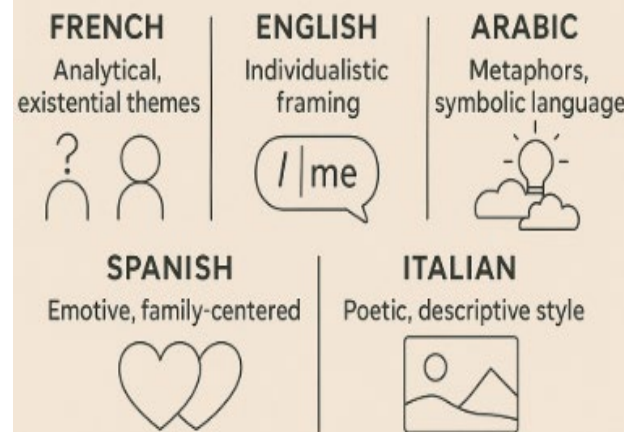 FRENCH
Analytical,
existential themes
?
ENGLISH
Individualistic
framing
I|me
ARABIC
Metaphors,
symbolic language
SPANISH
Emotive, family-centered
ITALIAN
Poetic, descriptive style